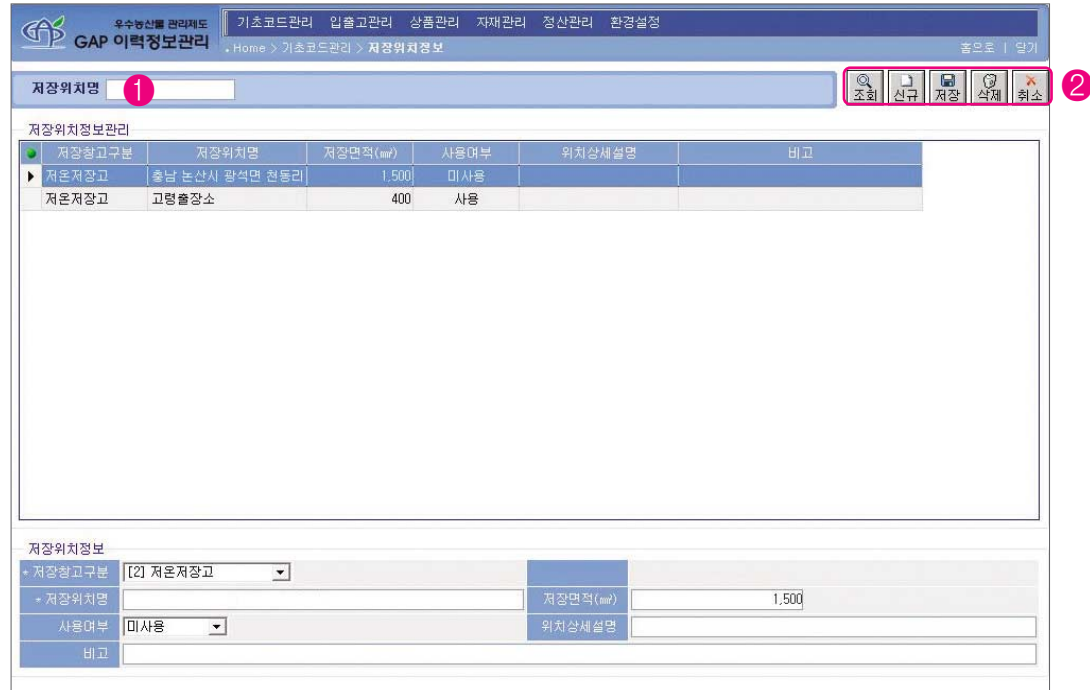 우수농산물 관리제도
GAP 이력정보관리
기초코드관리 입출고관리 상품관리 자재관리 정산관리 환경설정
. Home > 기초코드관리 > 저장위치정보
홈으로 | 닫기
저장위치명 1
조회 신규 저장 삭제 취소 2
저장위치정보관리
저장창고구분 저장위치명 저장면적(㎡) 사용여부 위치상세설명 비고
저온저장고 충남 논산시 광석면 천동리 1,500 미사용
저온저장고 고령출장소 400 사용
저장위치정보
* 저장창고구분 [2] 저온저장고
* 저장위치명 저장면적(㎡) 1,500
사용여부 미사용 위치상세설명
비고